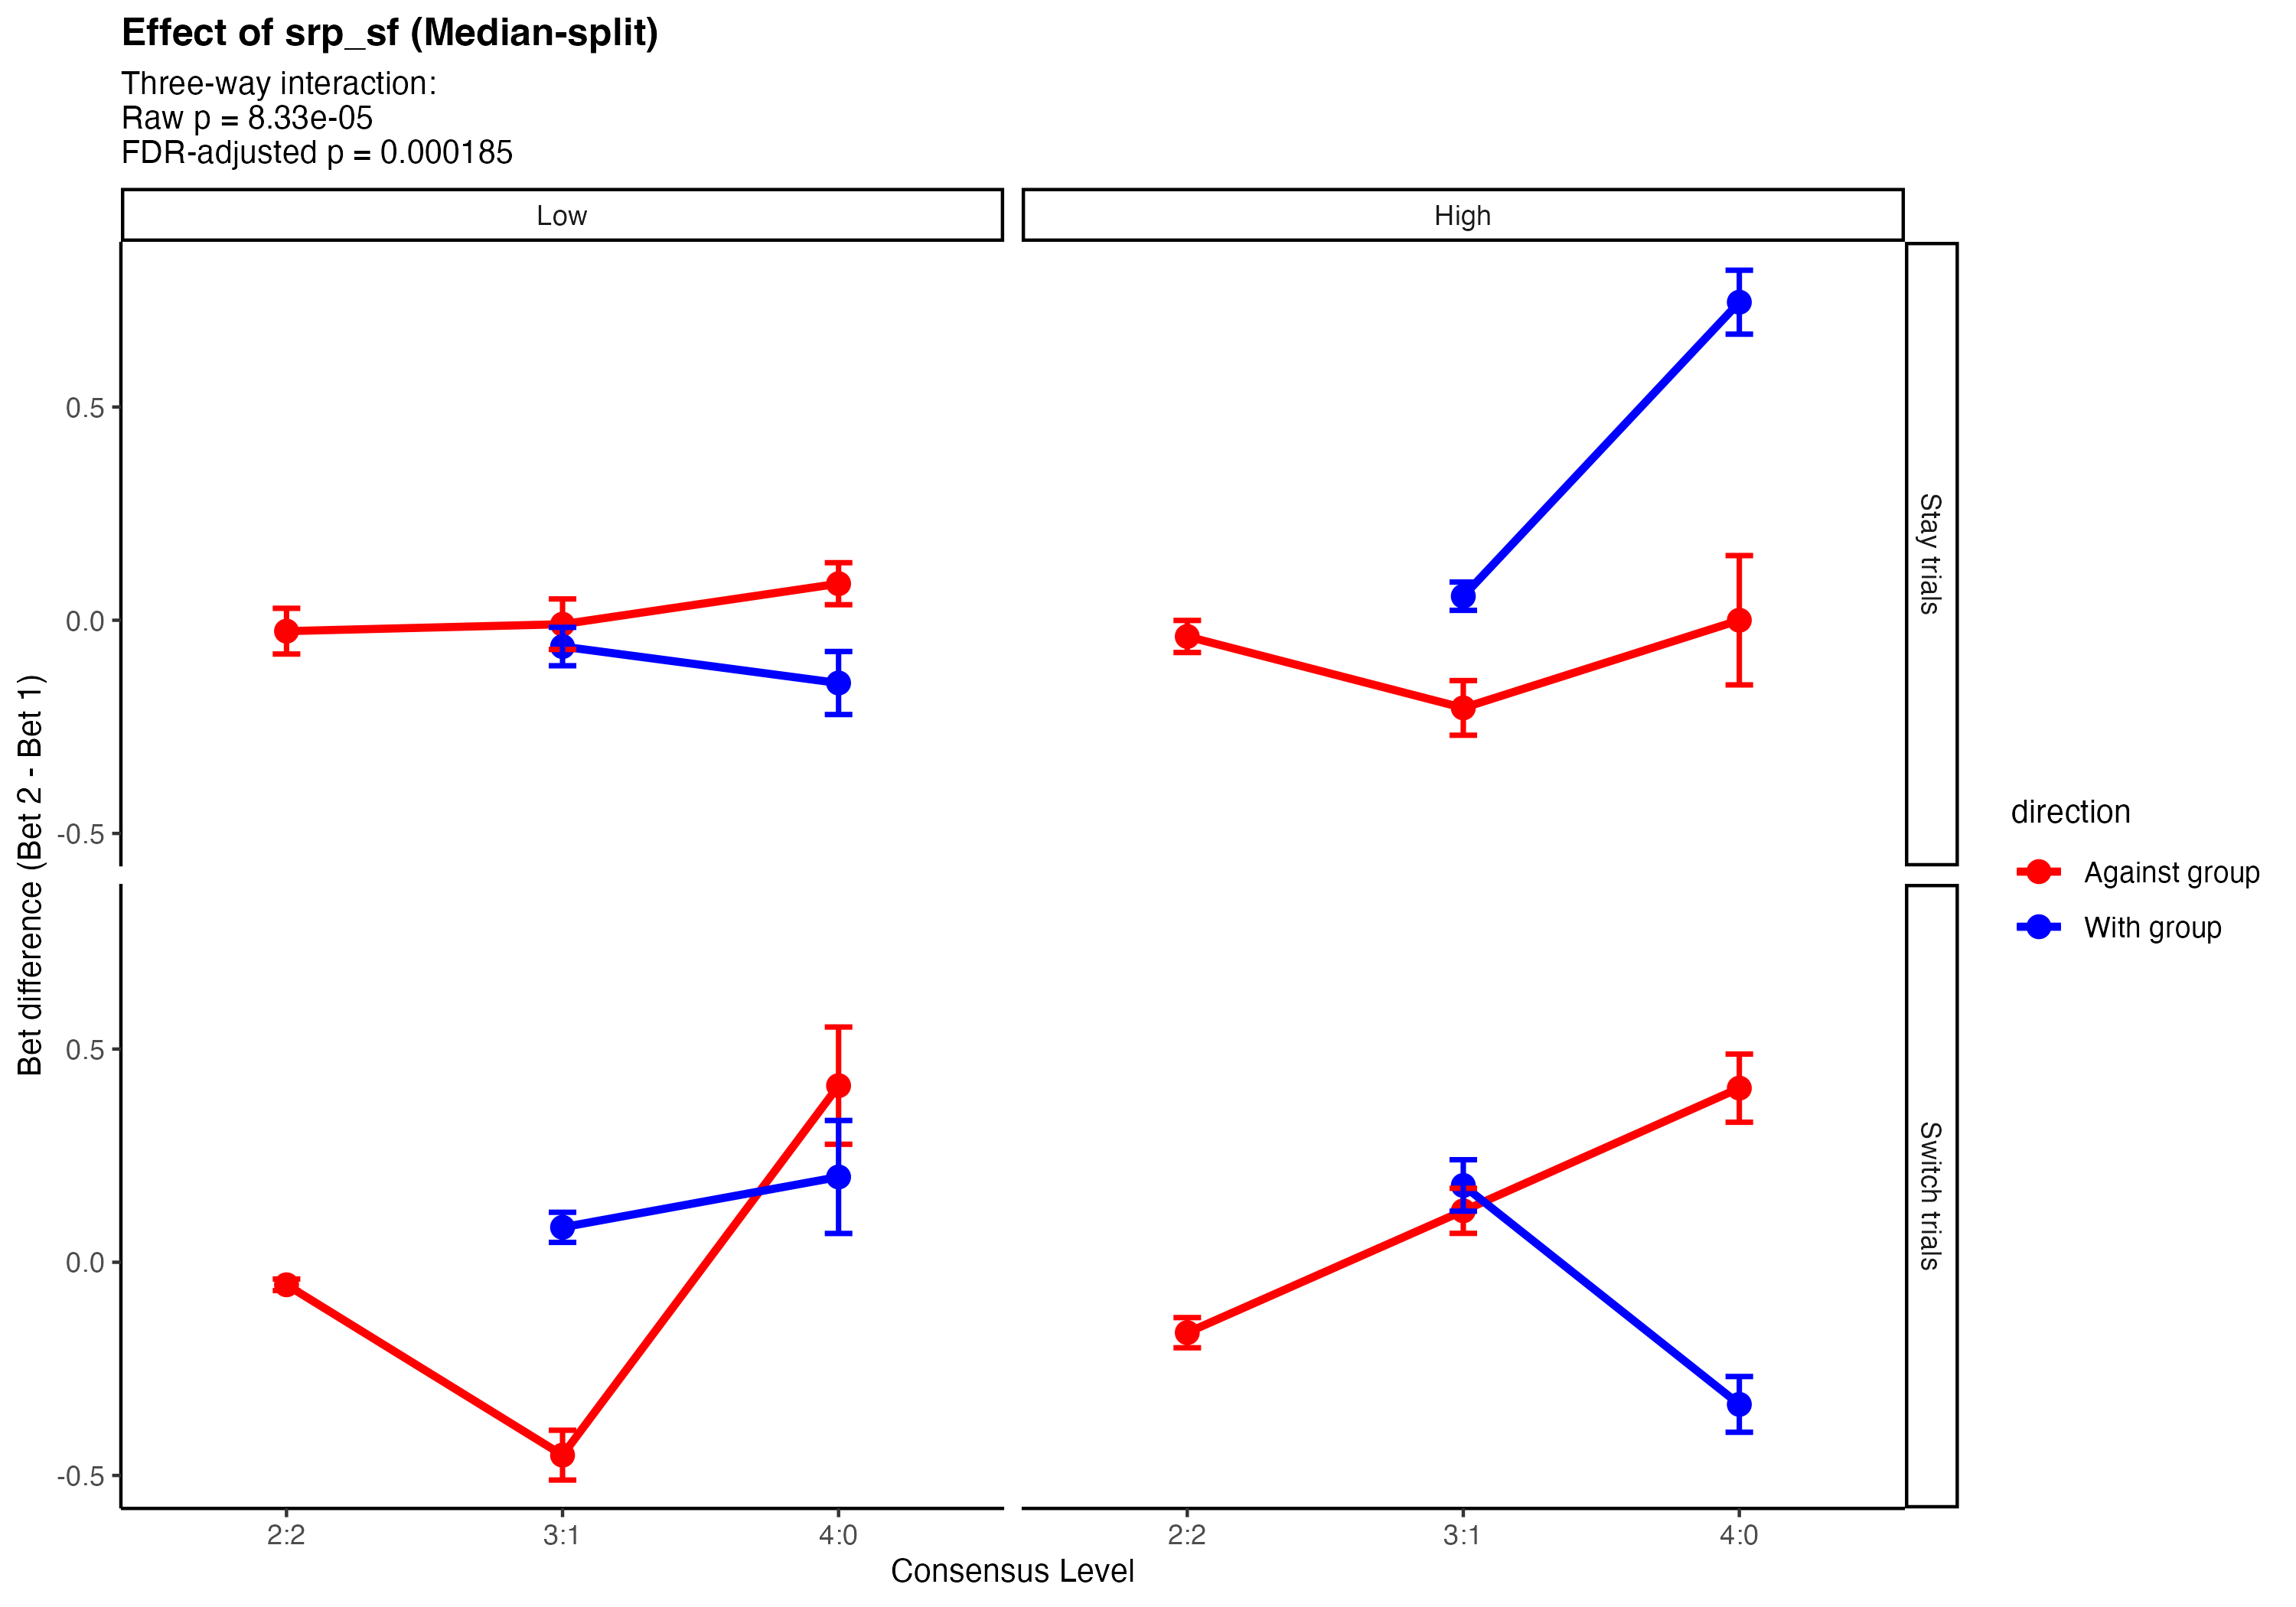 Effect of srp_sf (Median-split)
Three-way interaction:
Raw p = 8.33e-05
FDR-adjusted p = 0.000185
Low
High
0.5
0.0
-0.5
Stay trials
0.5
0.0
-0.5
Switch trials
Bet difference (Bet 2 - Bet 1)
2:2
3:1
4:0
2:2
3:1
4:0
Consensus Level
direction
Against group
With group